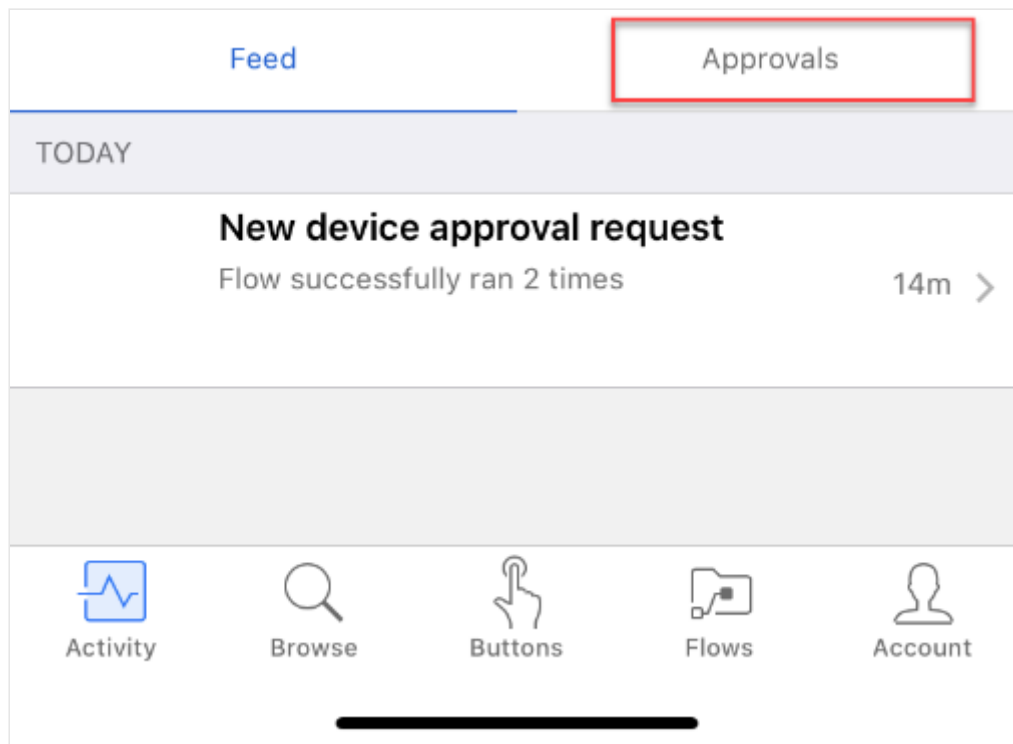 Feed
Approvals
TODAY
New device approval request
Flow successfully ran 2 times
14m
Activity
Browse
Buttons
Flows
Account